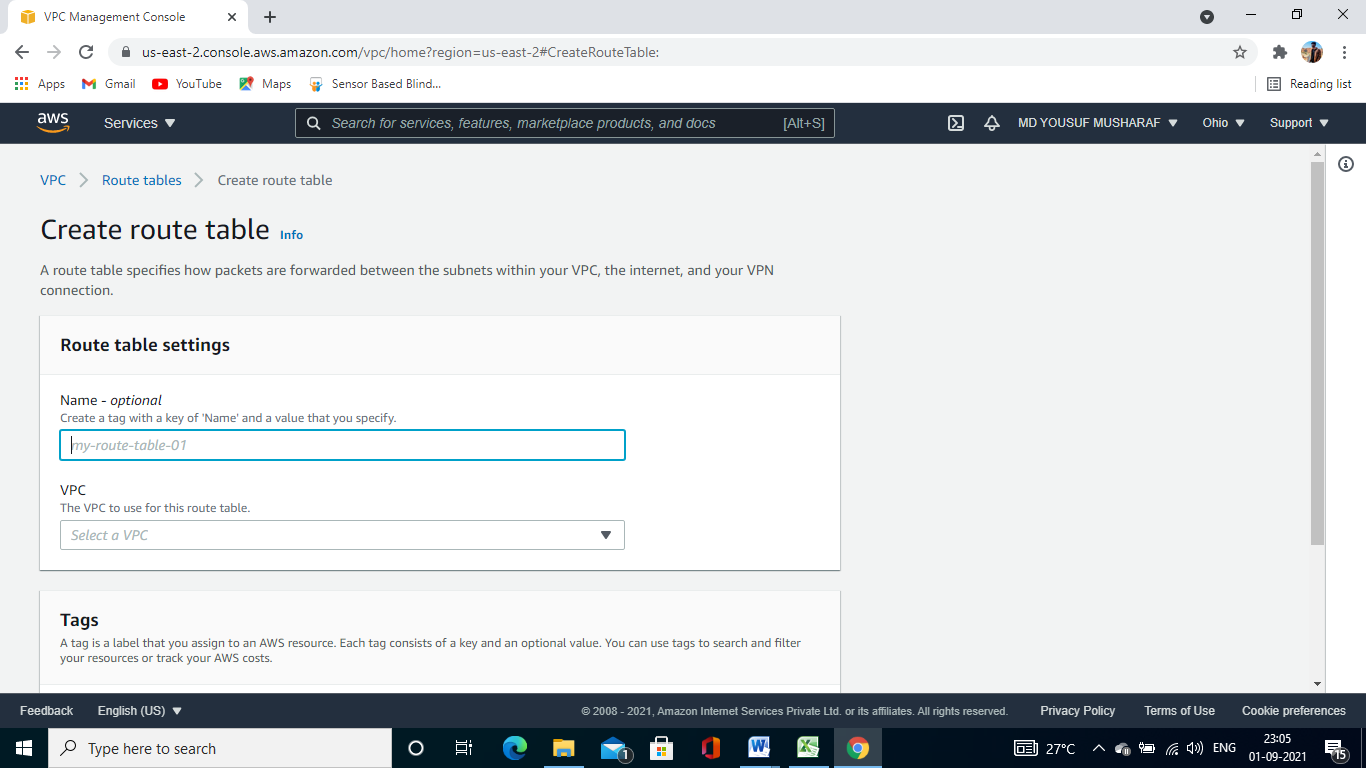 VPC Management Console
us-east-2.console.aws.amazon.com/vpc/home?region=us-east-2#CreateRouteTable:
Apps Gmail YouTube Maps Sensor Based Blind... Reading list
aws Services Search for services, features, marketplace products, and docs [Alt+S] MD YOUSUF MUSHARAF Ohio Support
VPC Route tables Create route table
Create route table Info
A route table specifies how packets are forwarded between the subnets within your VPC, the internet, and your VPN
connection.
Route table settings
Name - optional
Create a tag with a key of 'Name' and a value that you specify.
my-route-table-01
VPC
The VPC to use for this route table.
Select a VPC
Tags
A tag is a label that you assign to an AWS resource. Each tag consists of a key and an optional value. You can use tags to search and filter
your resources or track your AWS costs.
Feedback English (US) © 2008 - 2021, Amazon Internet Services Private Ltd. or its affiliates. All rights reserved. Privacy Policy Terms of Use Cookie preferences
Type here to search 1 27°C ENG 23:05
01-09-2021 15